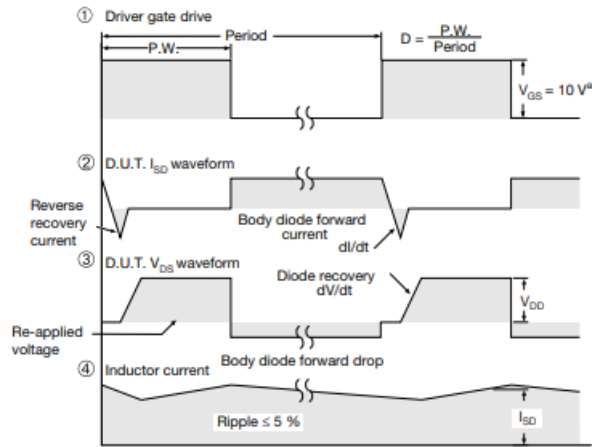 ① Driver gate drive
Period
P.W.
D = P.W.
Period
V_GS = 10 Vª
② D.U.T. I_SD waveform
Reverse
recovery
current
Body diode forward
current
dI/dt
③ D.U.T. V_DS waveform
Diode recovery
dV/dt
V_DD
Re-applied
voltage
Body diode forward drop
④ Inductor current
Ripple ≤ 5 %
I_SD